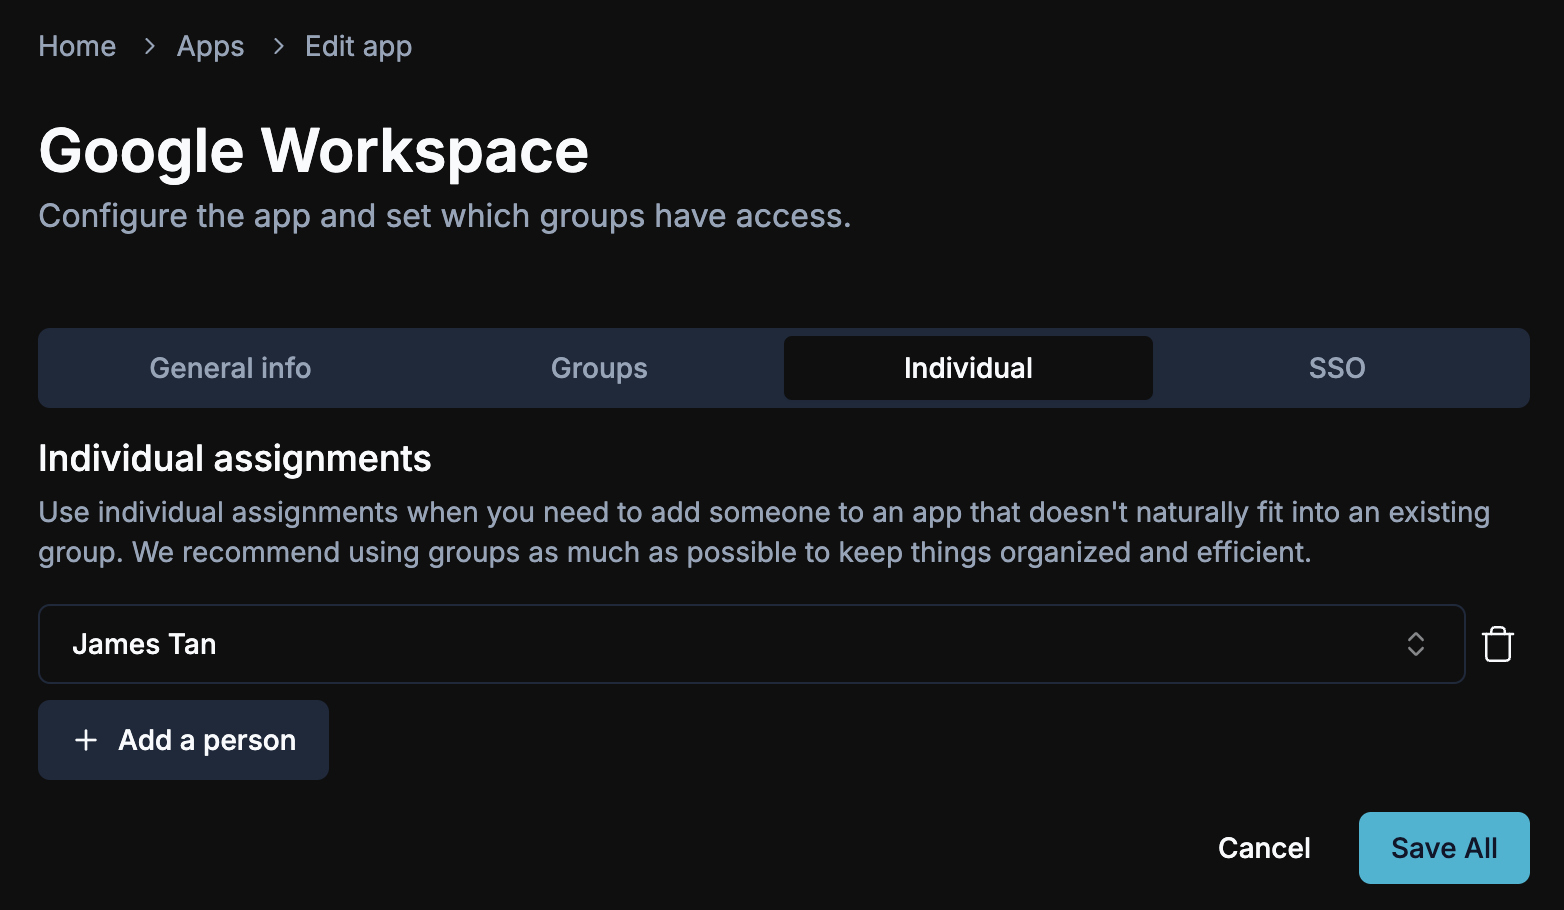 Home > Apps > Edit app
Google Workspace
Configure the app and set which groups have access.
General info Groups Individual SSO
Individual assignments
Use individual assignments when you need to add someone to an app that doesn't naturally fit into an existing
group. We recommend using groups as much as possible to keep things organized and efficient.
James Tan
+ Add a person
Cancel Save All